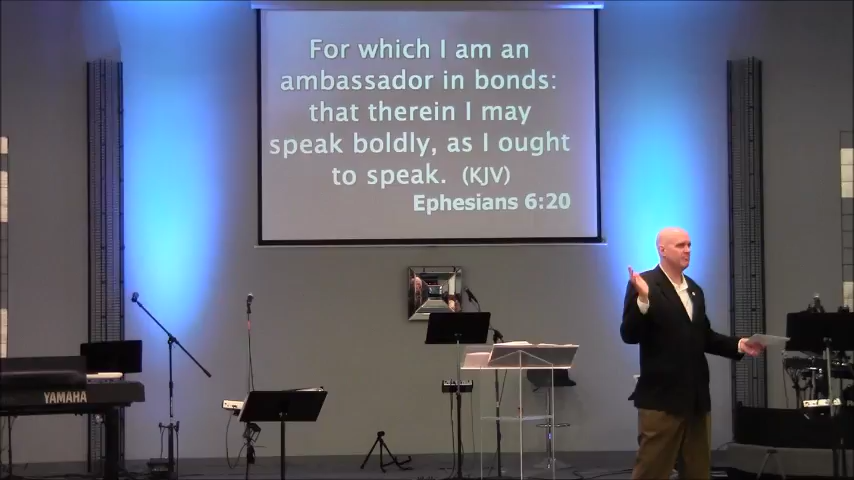 For which I am an
ambassador in bonds:
that therein I may
speak boldly, as I ought
to speak. (KJV)
Ephesians 6:20
YAMAHA